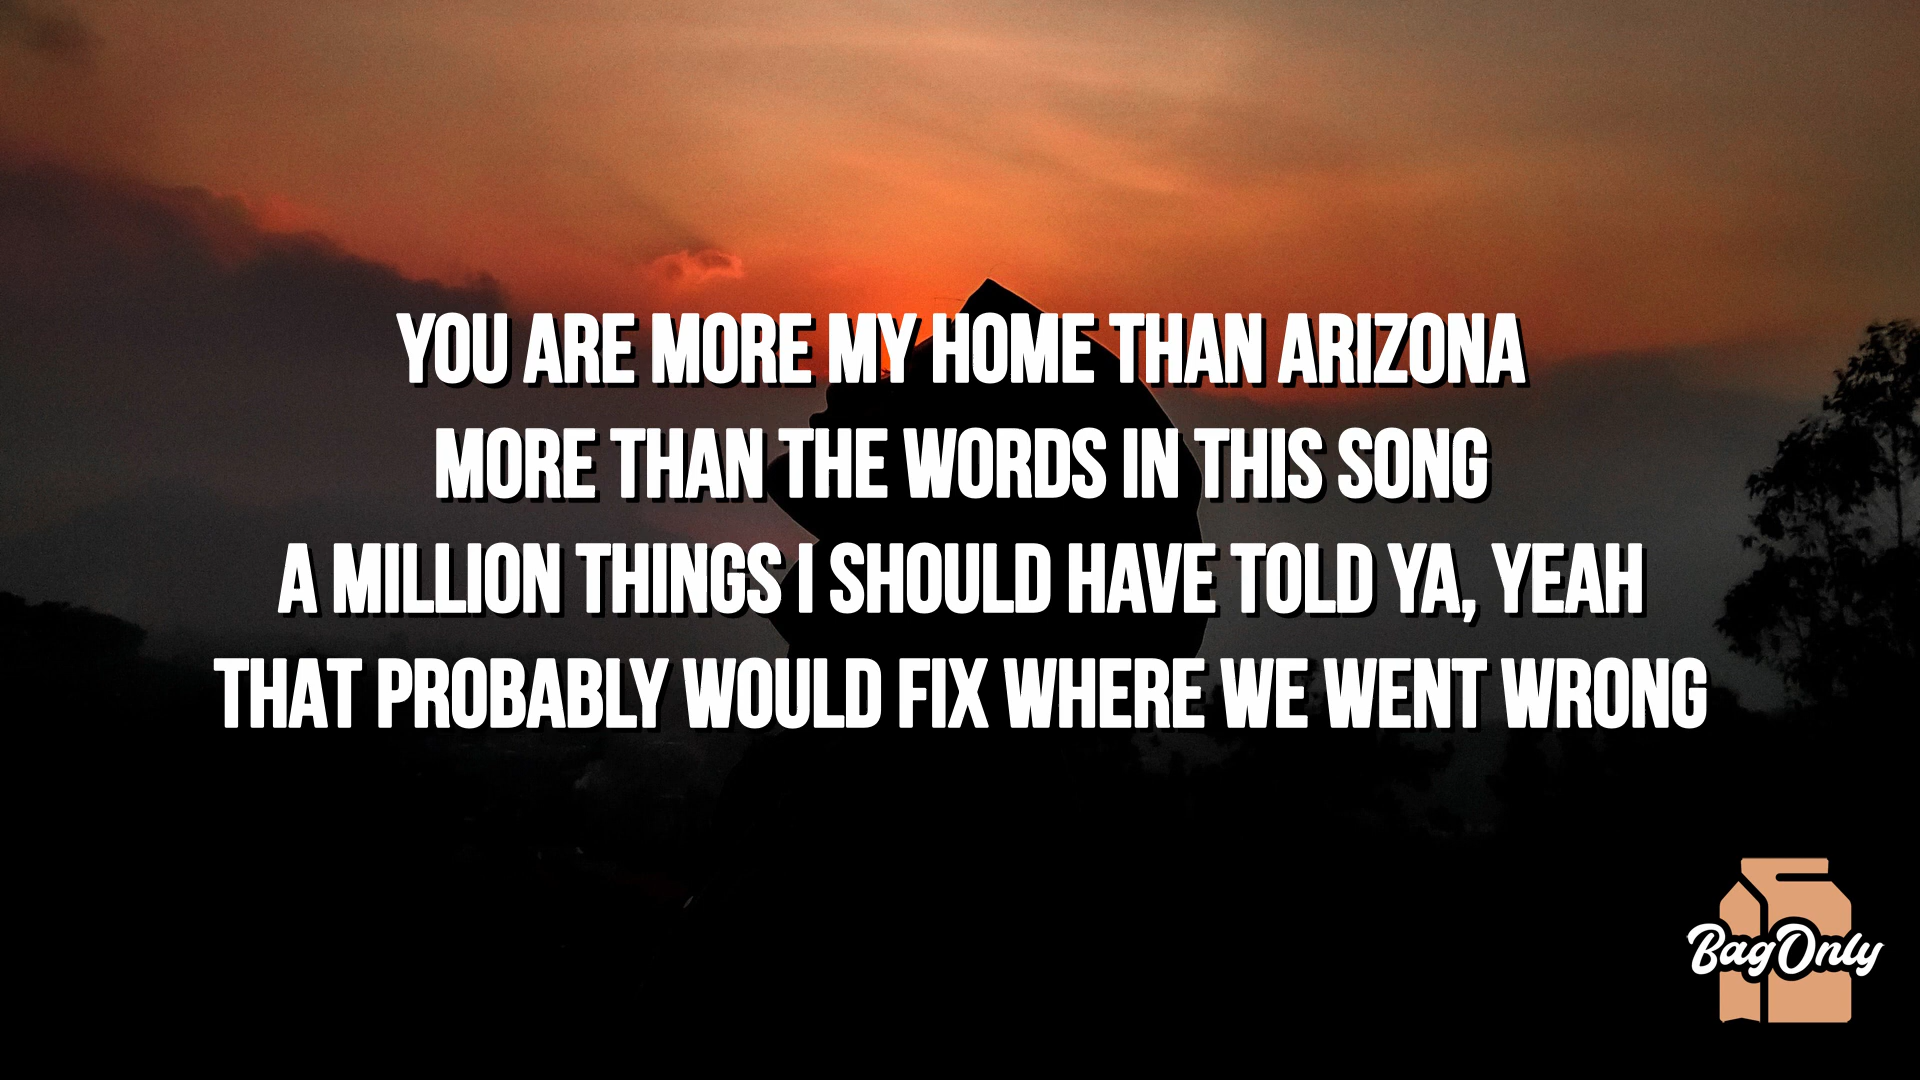 YOU ARE MORE MY HOME THAN ARIZONA
MORE THAN THE WORDS IN THIS SONG
A MILLION THINGS I SHOULD HAVE TOLD YA, YEAH
THAT PROBABLY WOULD FIX WHERE WE WENT WRONG
BagOnly